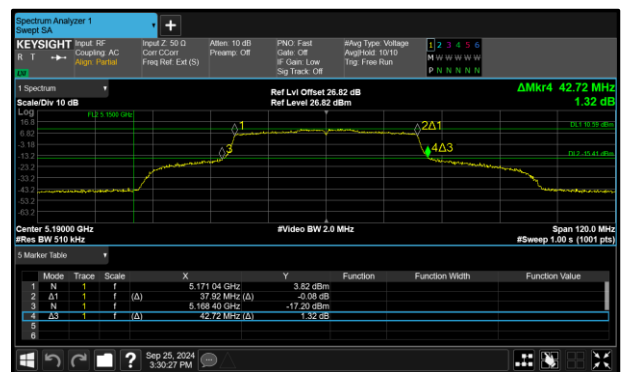 Spectrum Analyzer 1
Swept SA
+
KEYSIGHT Input: RF Input Z: 50 Ω Atten: 10 dB PNO: Fast #Avg Type: Voltage 1 2 3 4 5 6
R T Coupling: AC Corr CCorr Preamp: Off Gate: Off Avg|Hold: 10/10 M W W W W W
Align: Partial Freq Ref: Ext (S) IF Gain: Low Trig: Free Run
Sig Track: Off P N N N N N
1 Spectrum Ref Lvl Offset 26.82 dB ΔMkr4 42.72 MHz
Scale/Div 10 dB Ref Level 26.82 dBm 1.32 dB
Log
16.8
6.82
-3.18
-13.2
-23.2
-33.2
-43.2
-53.2
-63.2
1
2Δ1
DL1 10.59 dBm
3
4Δ3
DL2 -15.41 dBm
Center 5.19000 GHz #Video BW 2.0 MHz Span 120.0 MHz
#Res BW 510 kHz #Sweep 1.00 s (1001 pts)
5 Marker Table
Mode Trace Scale X Y Function Function Width Function Value
1 N 1 f 5.171 04 GHz 3.82 dBm
2 Δ1 1 f (Δ) 37.92 MHz (Δ) -0.08 dB
3 N 1 f 5.168 40 GHz -17.20 dBm
4 Δ3 1 f (Δ) 42.72 MHz (Δ) 1.32 dB
5
6
? Sep 25, 2024
3:30:27 PM